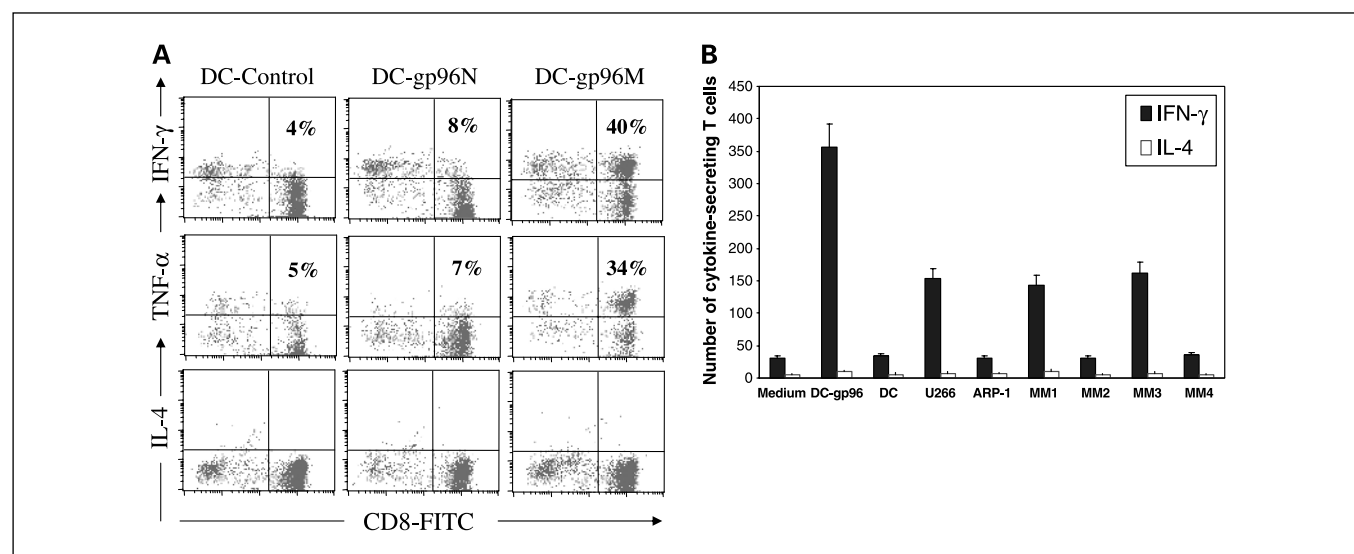 A
DC-Control DC-gp96N DC-gp96M
IFN-γ
4% 8% 40%
TNF-α
5% 7% 34%
IL-4
CD8-FITC
B
Number of cytokine-secreting T cells
450
400
350
300
250
200
150
100
50
0
IFN-γ
IL-4
Medium DC-gp96 DC U266 ARP-1 MM1 MM2 MM3 MM4